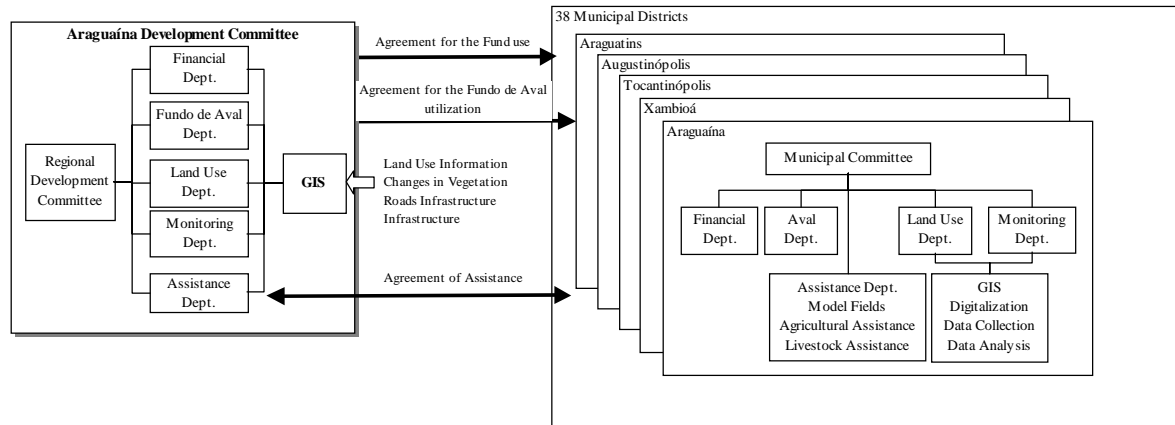 Araguaína Development Committee
Financial
Dept.
Fundo de Aval
Dept.
Regional
Development
Committee
Land Use
Dept.
GIS
Monitoring
Dept.
Assistance
Dept.
Agreement for the Fund use
Agreement for the Fundo de Aval
utilization
Land Use Information
Changes in Vegetation
Roads Infrastructure
Infrastructure
Agreement of Assistance
38 Municipal Districts
Araguatins
Augustinópolis
Tocantinópolis
Xambioá
Araguaína
Municipal Committee
Financial
Dept.
Aval
Dept.
Land Use
Dept.
Monitoring
Dept.
Assistance Dept.
Model Fields
Agricultural Assistance
Livestock Assistance
GIS
Digitalization
Data Collection
Data Analysis